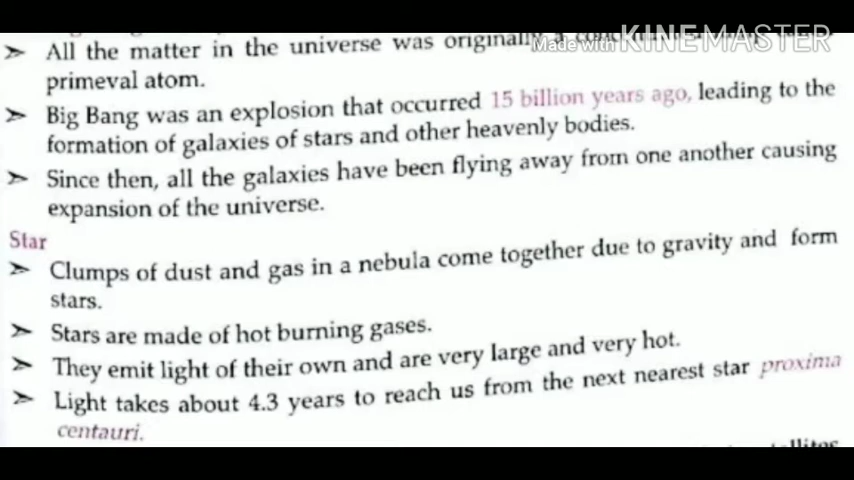 ➢ All the matter in the universe was originally a
Made with KINEMASTER
primeval atom.
➢ Big Bang was an explosion that occurred 15 billion years ago, leading to the
formation of galaxies of stars and other heavenly bodies.
➢ Since then, all the galaxies have been flying away from one another causing
expansion of the universe.
Star
➢ Clumps of dust and gas in a nebula come together due to gravity and form
stars.
➢ Stars are made of hot burning gases.
➢ They emit light of their own and are very large and very hot.
➢ Light takes about 4.3 years to reach us from the next nearest star proxima
centauri.